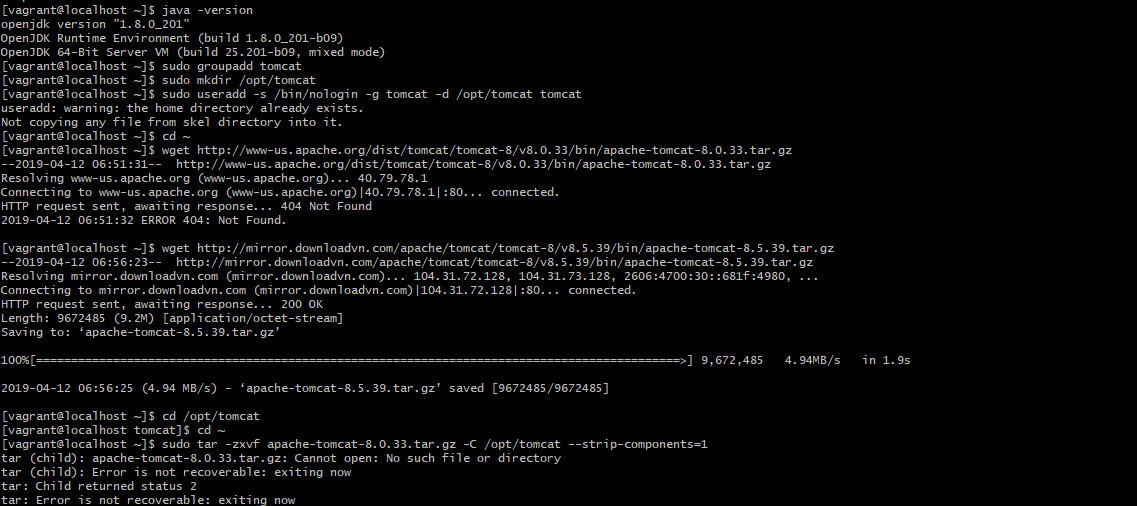 [vagrant@localhost ~]$ java -version
openjdk version "1.8.0_201"
OpenJDK Runtime Environment (build 1.8.0_201-b09)
OpenJDK 64-Bit Server VM (build 25.201-b09, mixed mode)
[vagrant@localhost ~]$ sudo groupadd tomcat
[vagrant@localhost ~]$ sudo mkdir /opt/tomcat
[vagrant@localhost ~]$ sudo useradd -s /bin/nologin -g tomcat -d /opt/tomcat tomcat
useradd: warning: the home directory already exists.
Not copying any file from skel directory into it.
[vagrant@localhost ~]$ cd ~
[vagrant@localhost ~]$ wget http://www-us.apache.org/dist/tomcat/tomcat-8/v8.0.33/bin/apache-tomcat-8.0.33.tar.gz
--2019-04-12 06:51:31--  http://www-us.apache.org/dist/tomcat/tomcat-8/v8.0.33/bin/apache-tomcat-8.0.33.tar.gz
Resolving www-us.apache.org (www-us.apache.org)... 40.79.78.1
Connecting to www-us.apache.org (www-us.apache.org)|40.79.78.1|:80... connected.
HTTP request sent, awaiting response... 404 Not Found
2019-04-12 06:51:32 ERROR 404: Not Found.
[vagrant@localhost ~]$ wget http://mirror.downloadvn.com/apache/tomcat/tomcat-8/v8.5.39/bin/apache-tomcat-8.5.39.tar.gz
--2019-04-12 06:56:23--  http://mirror.downloadvn.com/apache/tomcat/tomcat-8/v8.5.39/bin/apache-tomcat-8.5.39.tar.gz
Resolving mirror.downloadvn.com (mirror.downloadvn.com)... 104.31.72.128, 104.31.73.128, 2606:4700:30::681f:4980, ...
Connecting to mirror.downloadvn.com (mirror.downloadvn.com)|104.31.72.128|:80... connected.
HTTP request sent, awaiting response... 200 OK
Length: 9672485 (9.2M) [application/octet-stream]
Saving to: ‘apache-tomcat-8.5.39.tar.gz’
100%[============================================================================================>] 9,672,485   4.94MB/s   in 1.9s
2019-04-12 06:56:25 (4.94 MB/s) - ‘apache-tomcat-8.5.39.tar.gz’ saved [9672485/9672485]
[vagrant@localhost ~]$ cd /opt/tomcat
[vagrant@localhost tomcat]$ cd ~
[vagrant@localhost ~]$ sudo tar -zxvf apache-tomcat-8.0.33.tar.gz -C /opt/tomcat --strip-components=1
tar (child): apache-tomcat-8.0.33.tar.gz: Cannot open: No such file or directory
tar (child): Error is not recoverable: exiting now
tar: Child returned status 2
tar: Error is not recoverable: exiting now